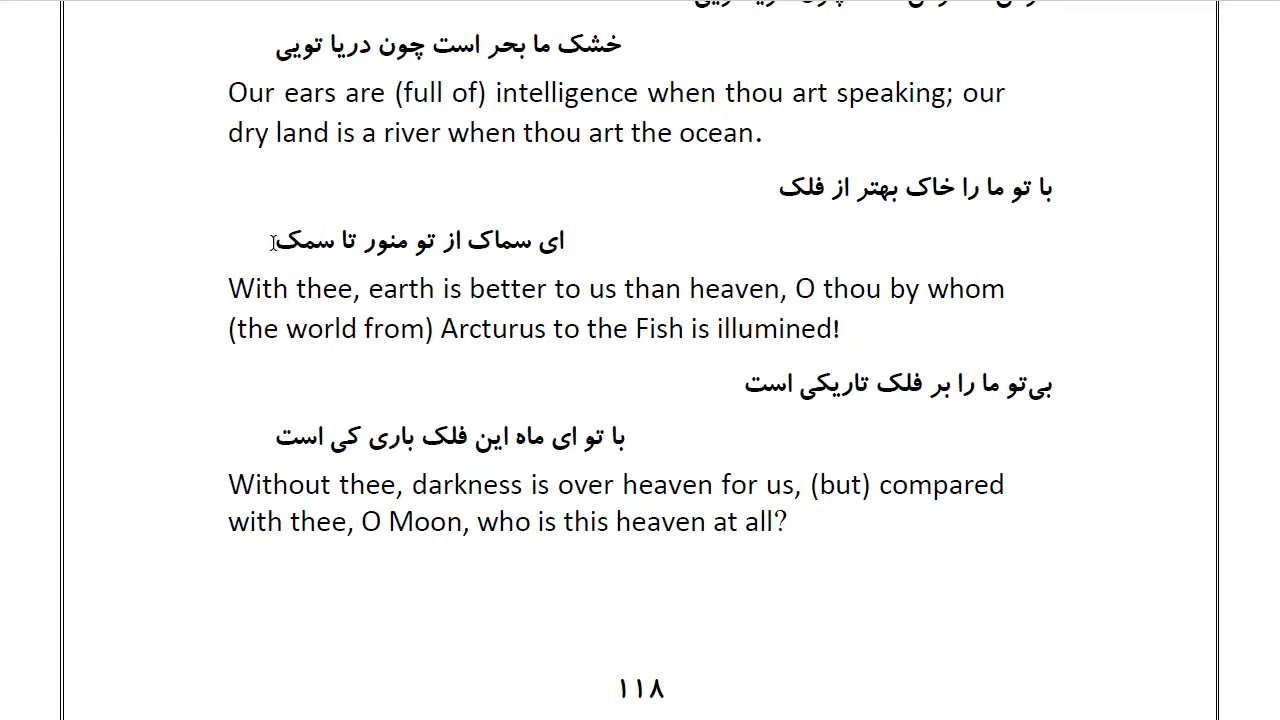 خشک ما بحر است چون دریا تویی
Our ears are (full of) intelligence when thou art speaking; our
dry land is a river when thou art the ocean.
با تو ما را خاک بهتر از فلک
ای سماک از تو منور تا سمک
With thee, earth is better to us than heaven, O thou by whom
(the world from) Arcturus to the Fish is illumined!
بی‌تو ما را بر فلک تاریکی است
با تو ای ماه این فلک باری کی است
Without thee, darkness is over heaven for us, (but) compared
with thee, O Moon, who is this heaven at all?
۱۱۸